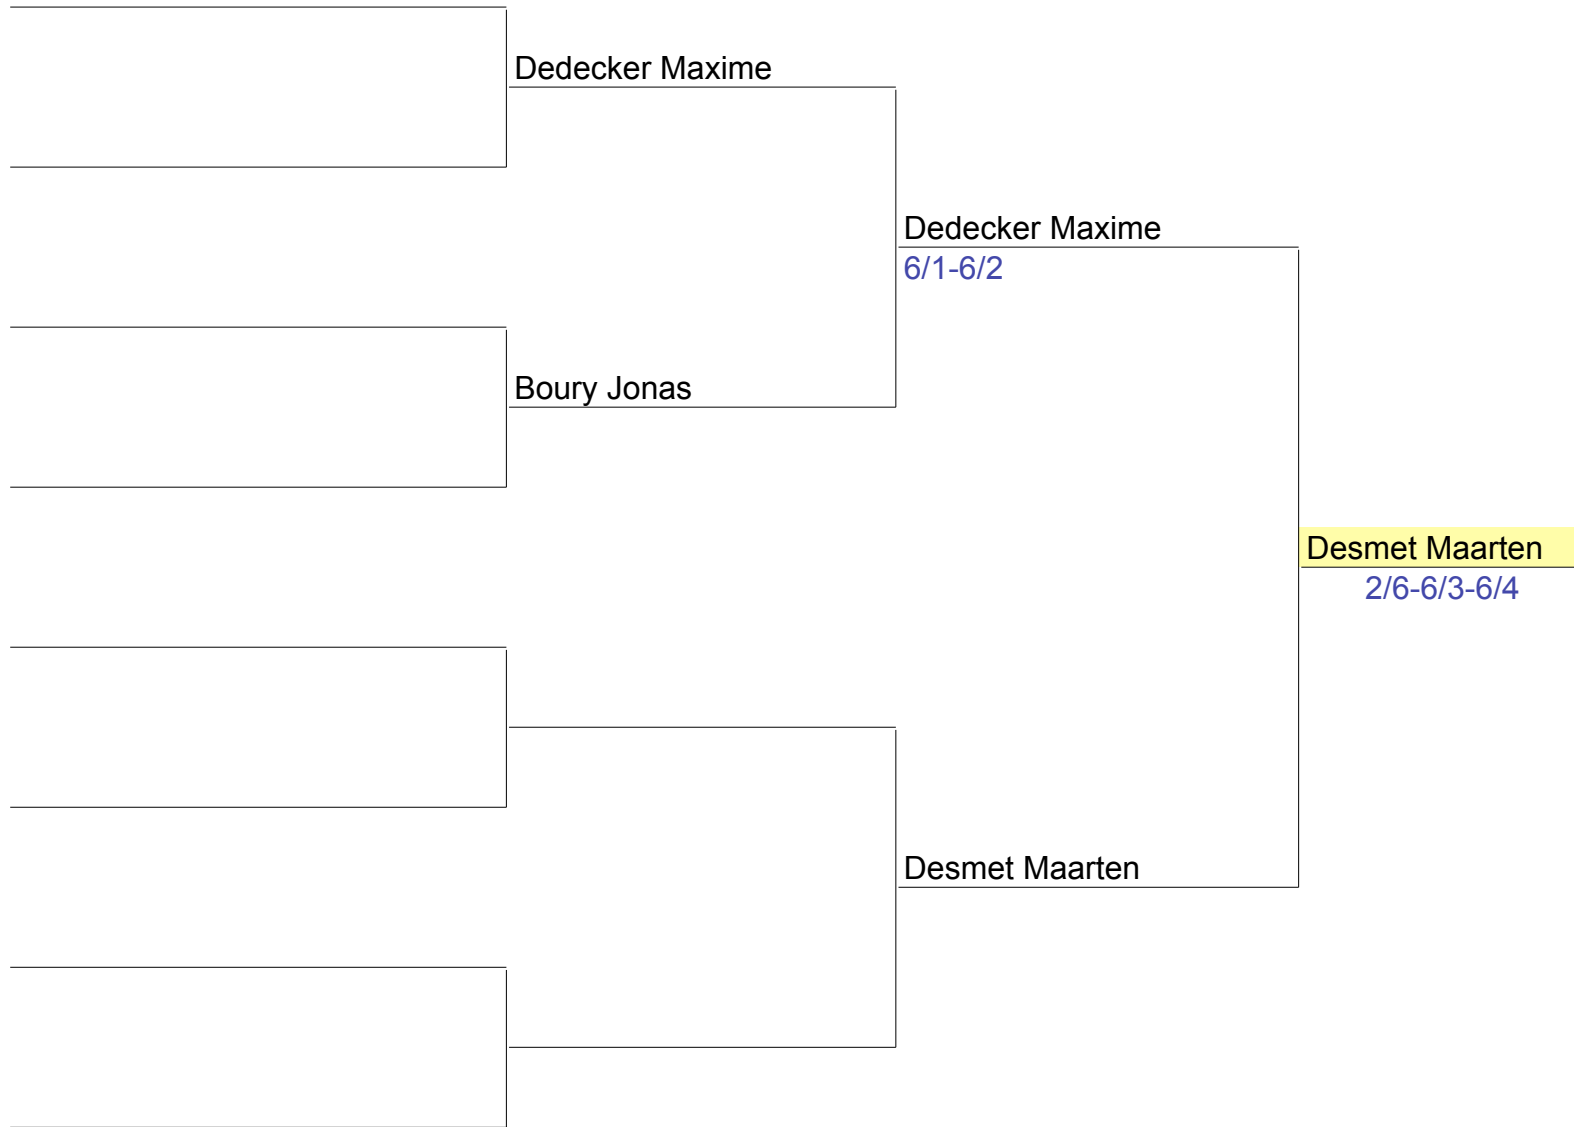 Dedecker Maxime
Dedecker Maxime
6/1-6/2
Boury Jonas
Desmet Maarten
2/6-6/3-6/4
Desmet Maarten